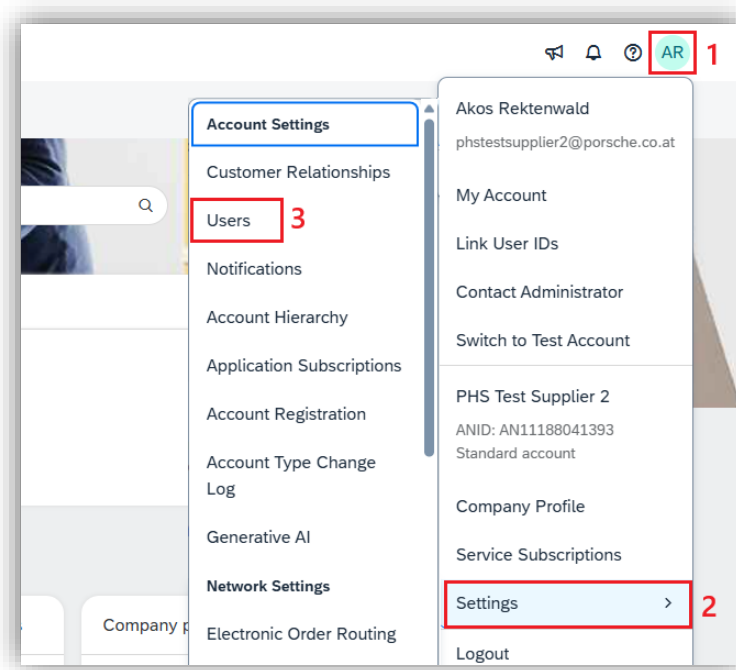 AR
1
Akos Rektenwald
phstestsupplier2@porsche.co.at
My Account
Link User IDs
Contact Administrator
Switch to Test Account
PHS Test Supplier 2
ANID: AN11188041393
Standard account
Company Profile
Service Subscriptions
Settings
2
Logout
Account Settings
Customer Relationships
Users
3
Notifications
Account Hierarchy
Application Subscriptions
Account Registration
Account Type Change
Log
Generative AI
Network Settings
Electronic Order Routing
Company p